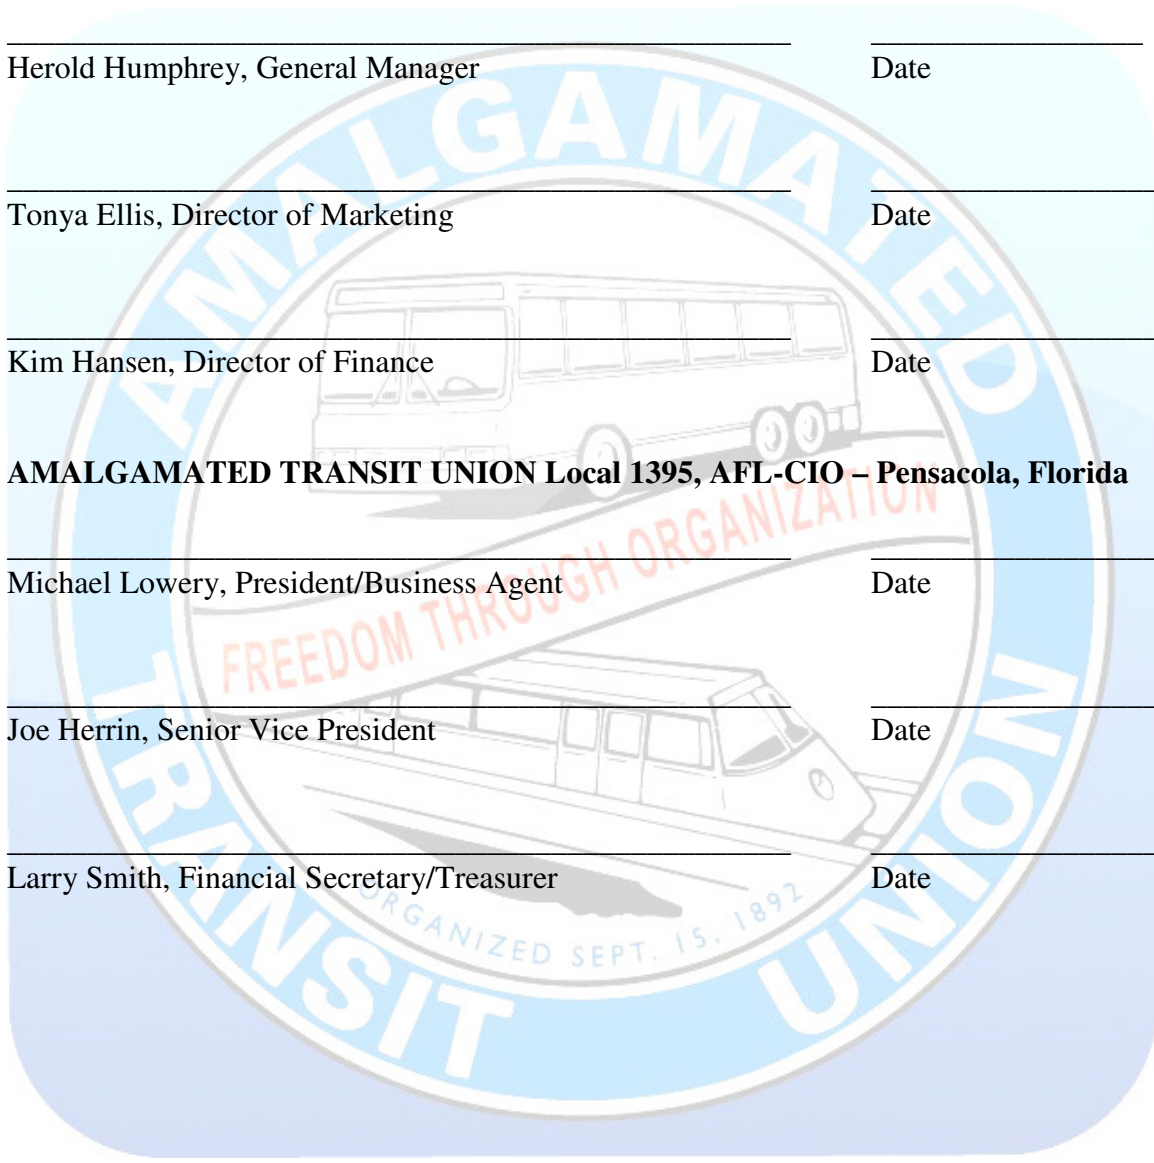 Herold Humphrey, General Manager Date
Tonya Ellis, Director of Marketing Date
Kim Hansen, Director of Finance Date
AMALGAMATED TRANSIT UNION Local 1395, AFL-CIO – Pensacola, Florida
Michael Lowery, President/Business Agent Date
Joe Herrin, Senior Vice President Date
Larry Smith, Financial Secretary/Treasurer Date
AMALGAMATED
FREEDOM THROUGH ORGANIZATION
ORGANIZED SEPT. 15, 1892
TRANSIT UNION